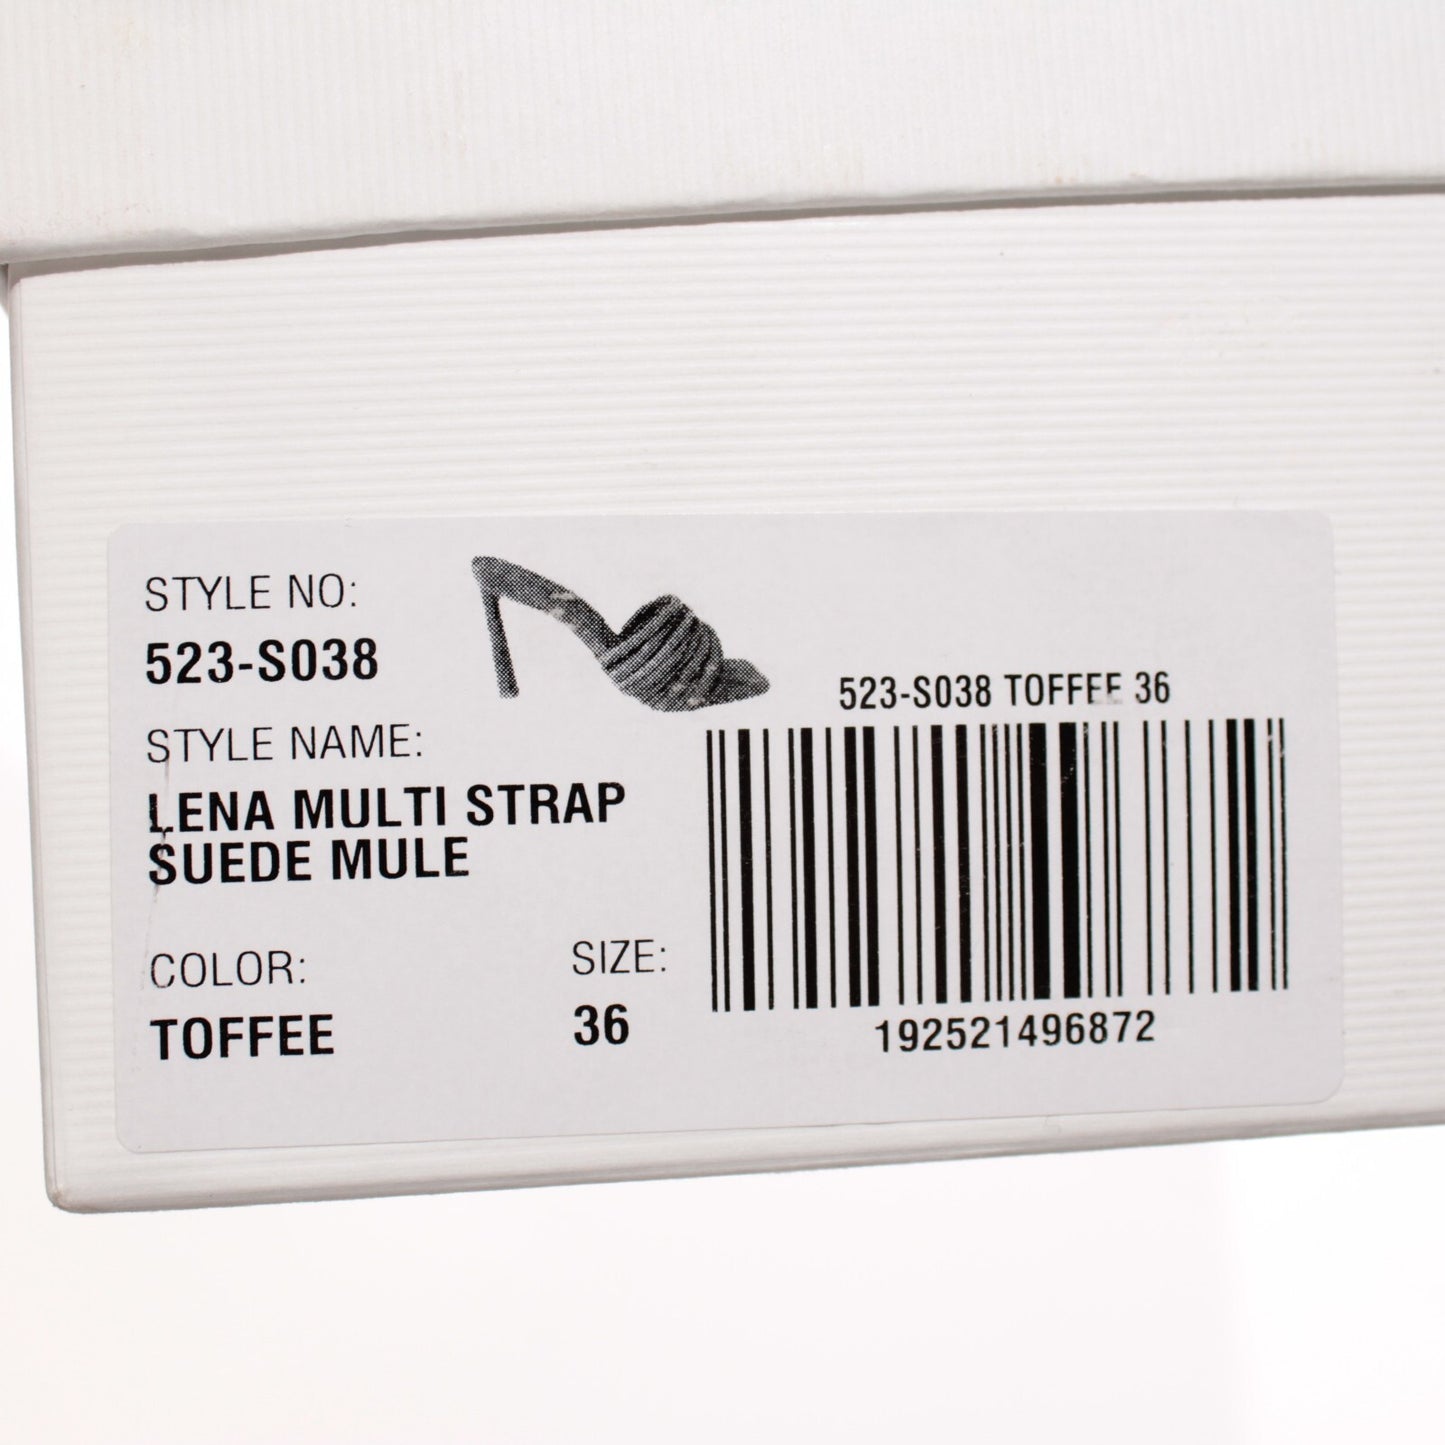 STYLE NO:
523-S038
STYLE NAME:
LENA MULTI STRAP
SUEDE MULE
COLOR:
TOFFEE
SIZE:
36
523-S038 TOFFEE 36
192521496872